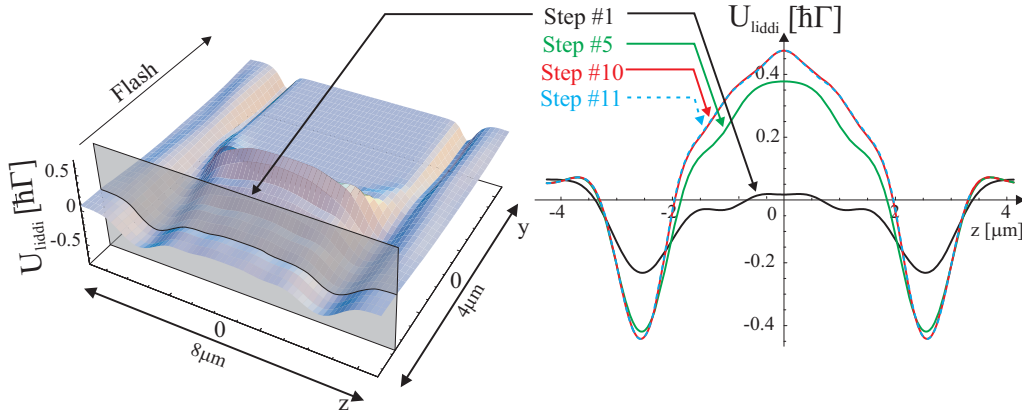 Flash
U_liddi [ħΓ]
0.5
0
-0.5
0
8μm
z
0
4μm
y
Step #1
Step #5
Step #10
Step #11
U_liddi [ħΓ]
0.4
0.2
-0.2
-0.4
-4
-2
0
2
4
z [μm]